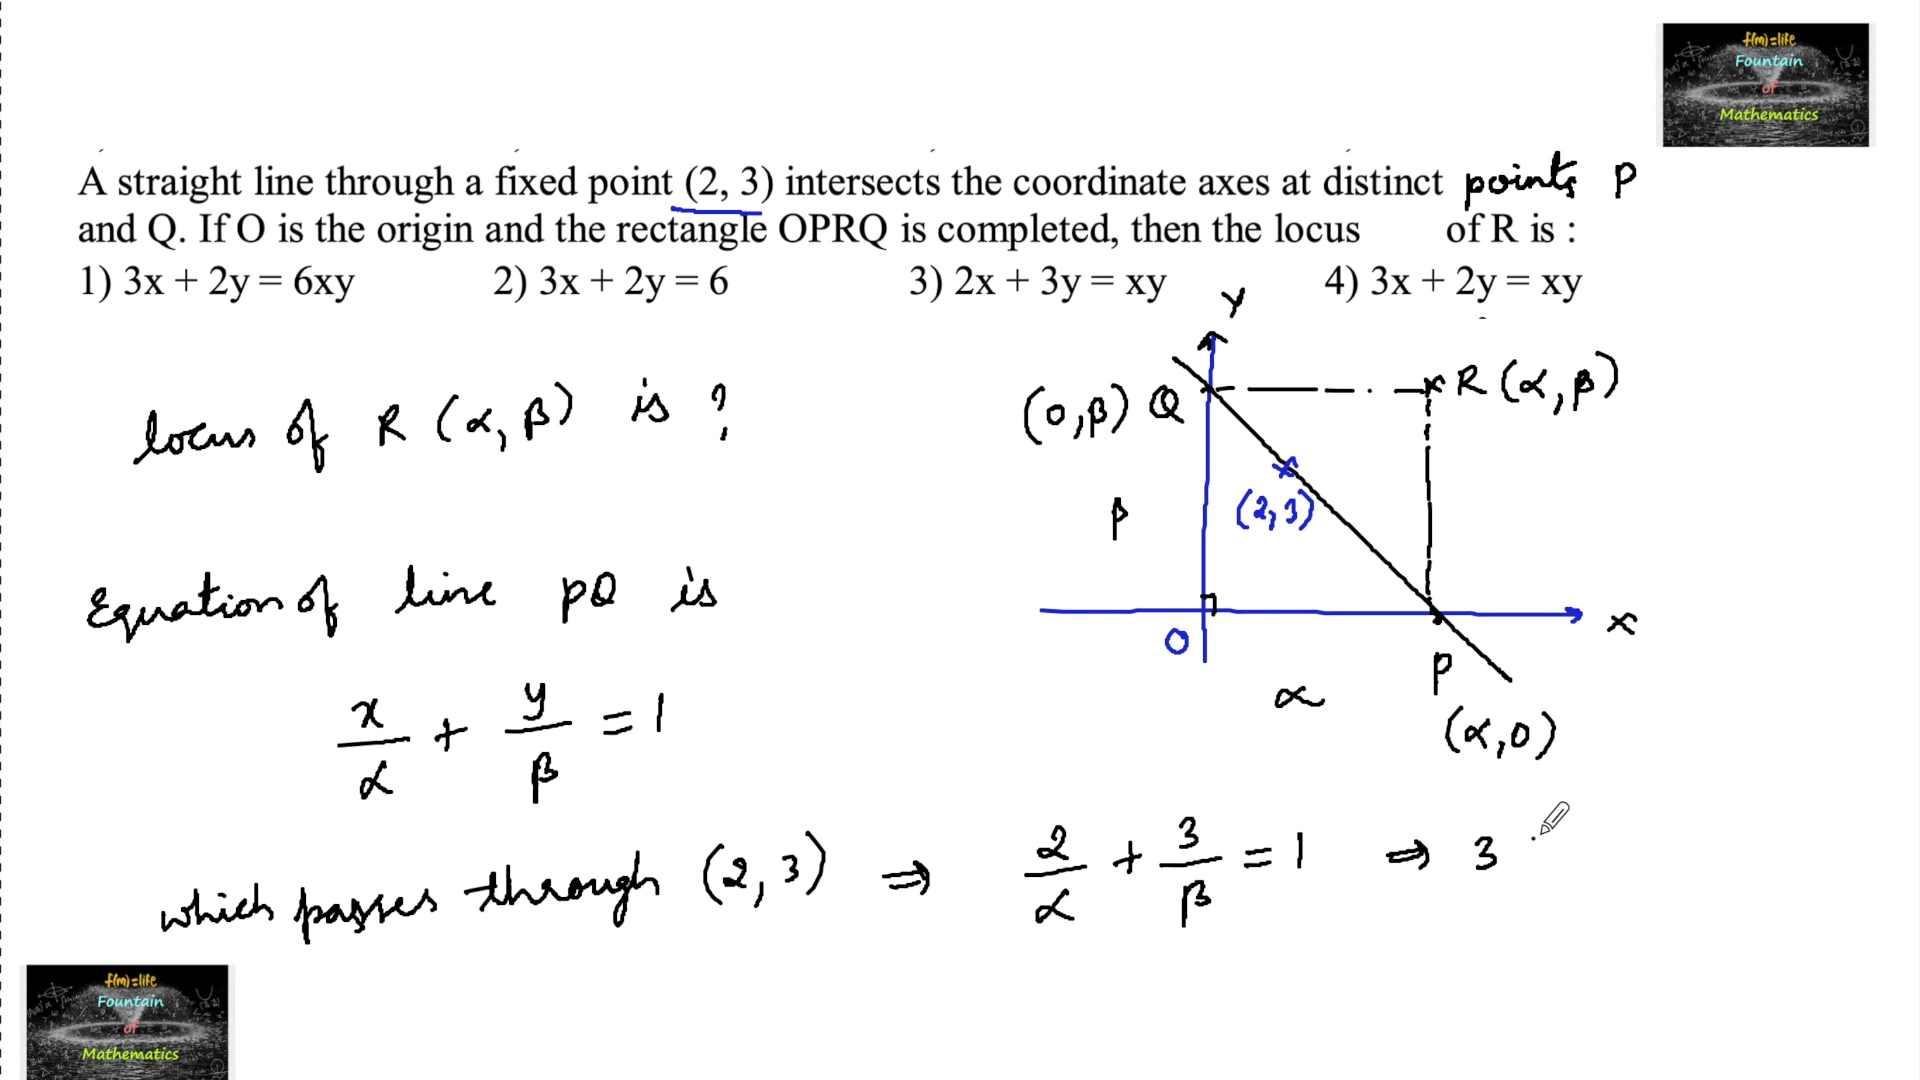 f(m)=life
Fountain
of
Mathematics
A straight line through a fixed point (2, 3) intersects the coordinate axes at distinct points P
and Q. If O is the origin and the rectangle OPRQ is completed, then the locus of R is :
1) 3x + 2y = 6xy 2) 3x + 2y = 6 3) 2x + 3y = xy 4) 3x + 2y = xy
Y
locus of R (α, β) is ?
(0,β) Q R (α, β)
(2,3)
β
Equation of line PQ is
O x
P
α
(α,0)
x/α + y/β = 1
which passes through (2, 3) ⇒ 2/α + 3/β = 1 ⇒ 3
f(m)=life
Fountain
of
Mathematics